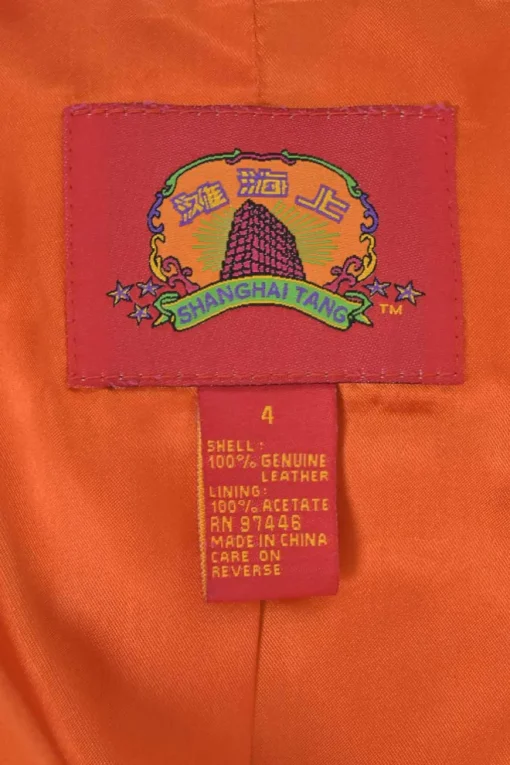 灘海上
SHANGHAI TANG
TM
4
SHELL:
100% GENUINE
LEATHER
LINING:
100% ACETATE
RN 97446
MADE IN CHINA
CARE ON
REVERSE